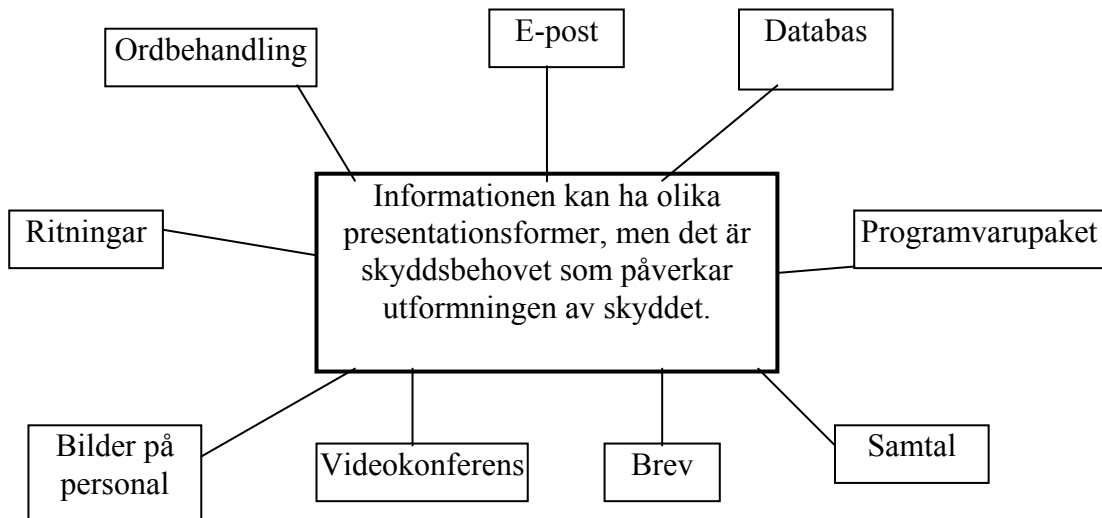 E-post
Databas
Ordbehandling
Informationen kan ha olika
presentationsformer, men det är
skyddsbehovet som påverkar
utformningen av skyddet.
Ritningar
Programvarupaket
Bilder på
personal
Videokonferens
Brev
Samtal